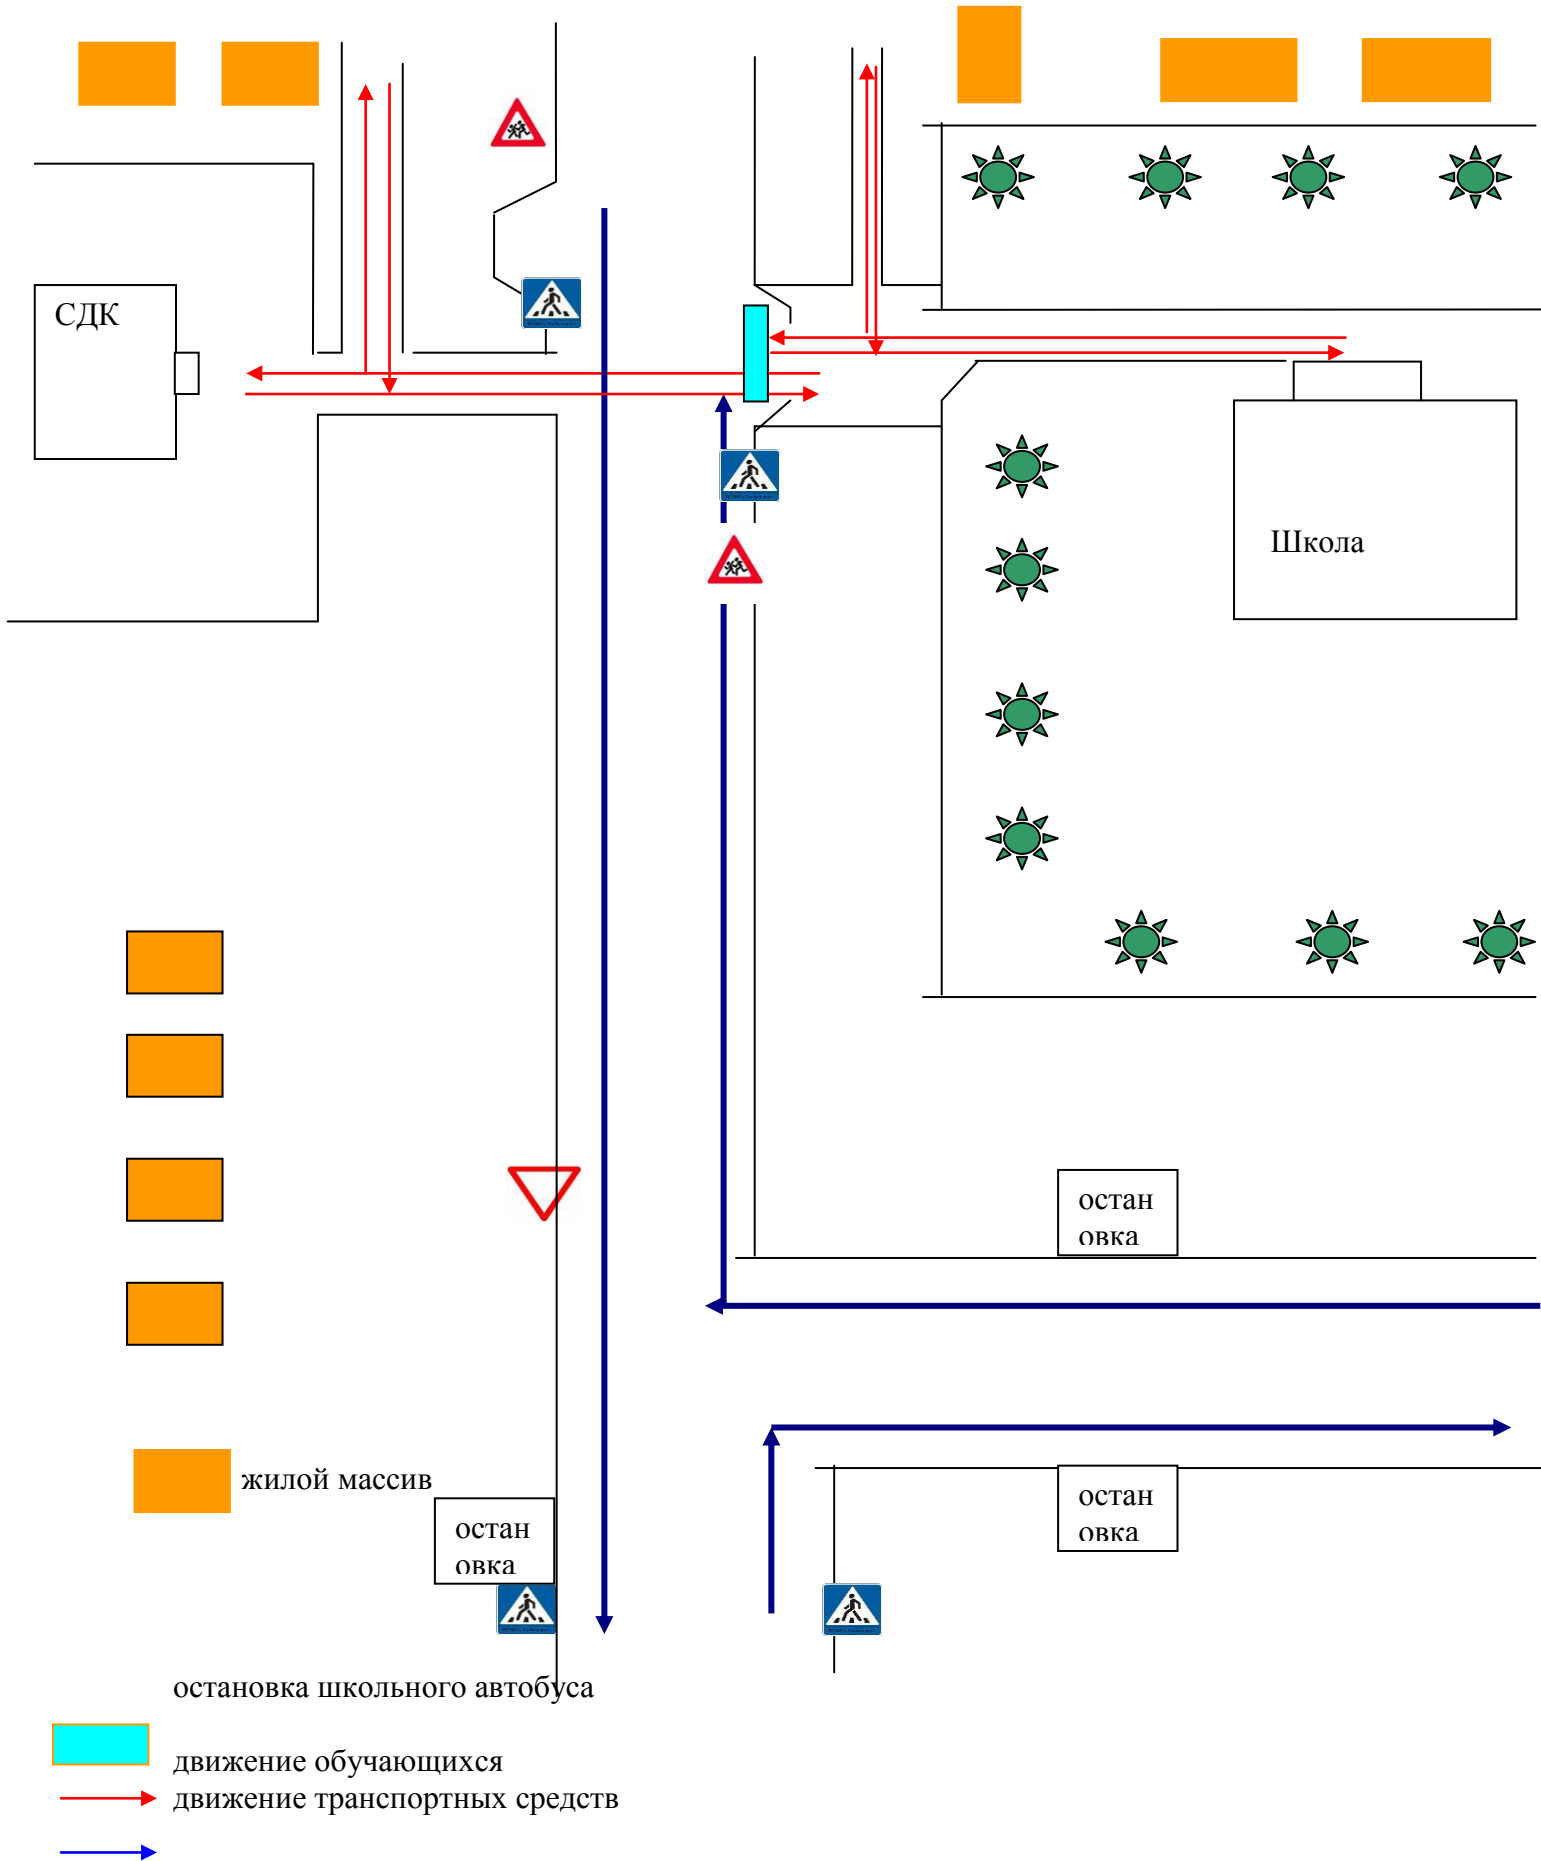 СДК
Школа
остан
овка
жилой массив
остан
овка
остан
овка
остановка школьного автобуса
движение обучающихся
движение транспортных средств